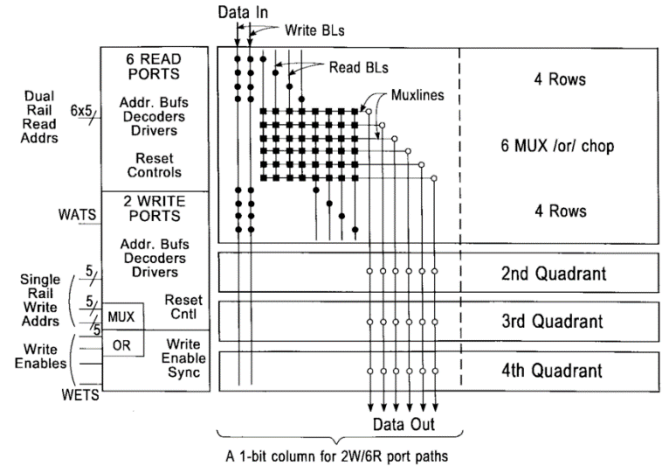 Data In
Write BLs
Read BLs
Muxlines
6 READ
PORTS
Addr. Bufs
Decoders
Drivers
Reset
Controls
Dual
Rail
Read
Addrs
6x5
2 WRITE
PORTS
Addr. Bufs
Decoders
Drivers
Reset
Cntl
WATS
Single
Rail
Write
Addrs
5
5
5
MUX
OR
Write
Enables
Write
Enable
Sync
WETS
4 Rows
6 MUX /or/ chop
4 Rows
2nd Quadrant
3rd Quadrant
4th Quadrant
Data Out
A 1-bit column for 2W/6R port paths